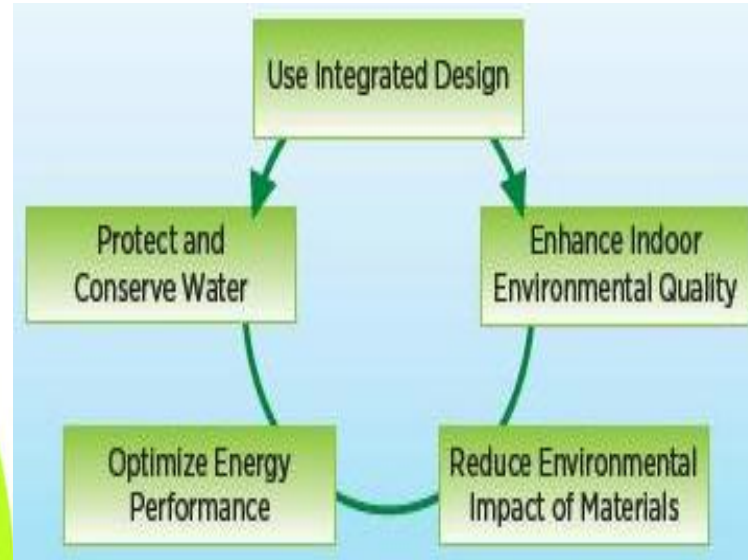 Use Integrated Design
Protect and
Conserve Water
Enhance Indoor
Environmental Quality
Optimize Energy
Performance
Reduce Environmental
Impact of Materials